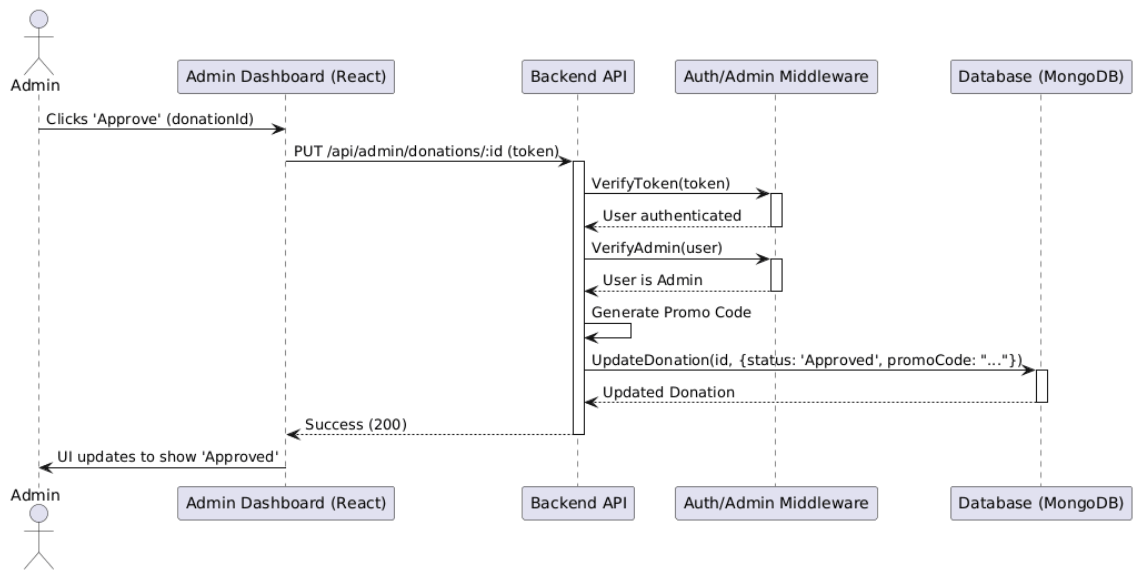 Admin
Admin Dashboard (React)
Backend API
Auth/Admin Middleware
Database (MongoDB)
Clicks 'Approve' (donationId)
PUT /api/admin/donations/:id (token)
VerifyToken(token)
User authenticated
VerifyAdmin(user)
User is Admin
Generate Promo Code
UpdateDonation(id, {status: 'Approved', promoCode: "..."})
Updated Donation
Success (200)
UI updates to show 'Approved'
Admin
Admin Dashboard (React)
Backend API
Auth/Admin Middleware
Database (MongoDB)